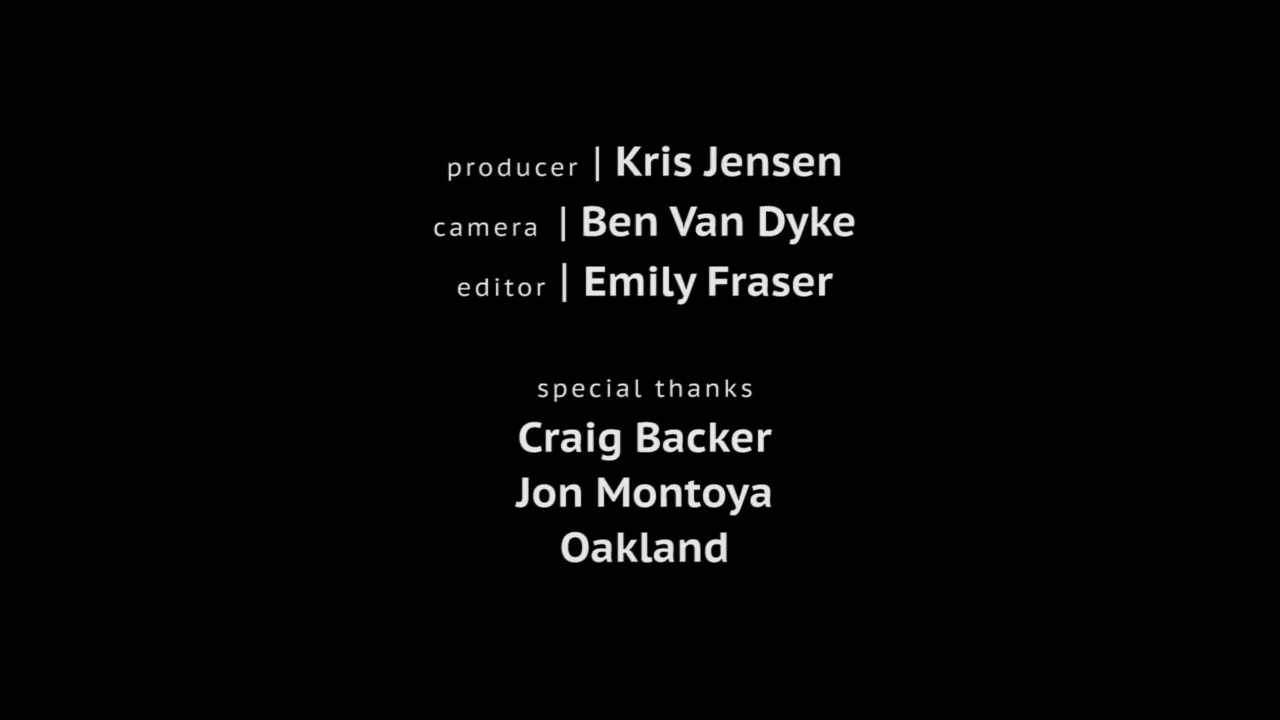 producer | Kris Jensen
camera | Ben Van Dyke
editor | Emily Fraser
special thanks
Craig Backer
Jon Montoya
Oakland